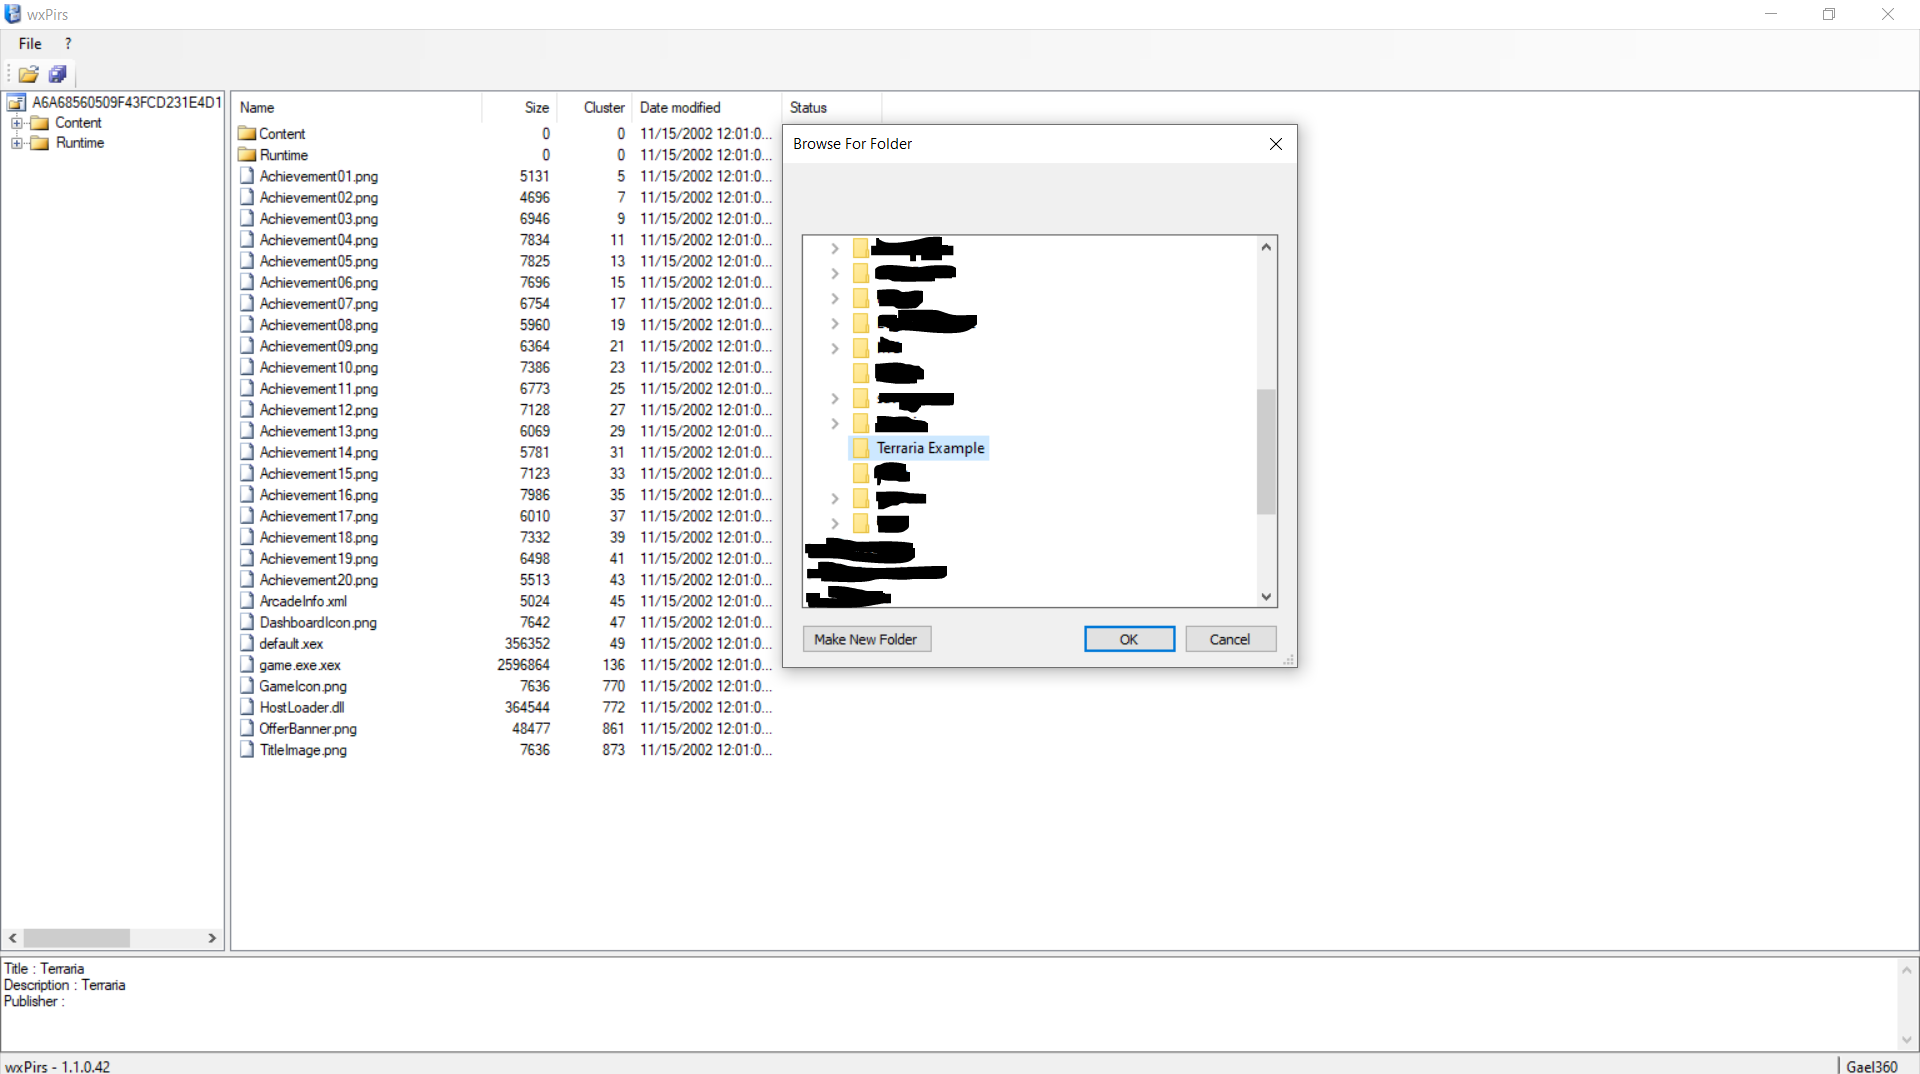 wxPirs
File ?
A6A68560509F43FCD231E4D1
Content
Runtime
Name Size Cluster Date modified Status
Content 0 0 11/15/2002 12:01:0...
Runtime 0 0 11/15/2002 12:01:0...
Achievement01.png 5131 5 11/15/2002 12:01:0...
Achievement02.png 4696 7 11/15/2002 12:01:0...
Achievement03.png 6946 9 11/15/2002 12:01:0...
Achievement04.png 7834 11 11/15/2002 12:01:0...
Achievement05.png 7825 13 11/15/2002 12:01:0...
Achievement06.png 7696 15 11/15/2002 12:01:0...
Achievement07.png 6754 17 11/15/2002 12:01:0...
Achievement08.png 5960 19 11/15/2002 12:01:0...
Achievement09.png 6364 21 11/15/2002 12:01:0...
Achievement10.png 7386 23 11/15/2002 12:01:0...
Achievement11.png 6773 25 11/15/2002 12:01:0...
Achievement12.png 7128 27 11/15/2002 12:01:0...
Achievement13.png 6069 29 11/15/2002 12:01:0...
Achievement14.png 5781 31 11/15/2002 12:01:0...
Achievement15.png 7123 33 11/15/2002 12:01:0...
Achievement16.png 7986 35 11/15/2002 12:01:0...
Achievement17.png 6010 37 11/15/2002 12:01:0...
Achievement18.png 7332 39 11/15/2002 12:01:0...
Achievement19.png 6498 41 11/15/2002 12:01:0...
Achievement20.png 5513 43 11/15/2002 12:01:0...
ArcadeInfo.xml 5024 45 11/15/2002 12:01:0...
DashboardIcon.png 7642 47 11/15/2002 12:01:0...
default.xex 356352 49 11/15/2002 12:01:0...
game.exe.xex 2596864 136 11/15/2002 12:01:0...
GameIcon.png 7636 770 11/15/2002 12:01:0...
HostLoader.dll 364544 772 11/15/2002 12:01:0...
OfferBanner.png 48477 861 11/15/2002 12:01:0...
TitleImage.png 7636 873 11/15/2002 12:01:0...
Browse For Folder
Terraria Example
Make New Folder OK Cancel
Title : Terraria
Description : Terraria
Publisher :
wxPirs - 1.1.0.42 Gael360